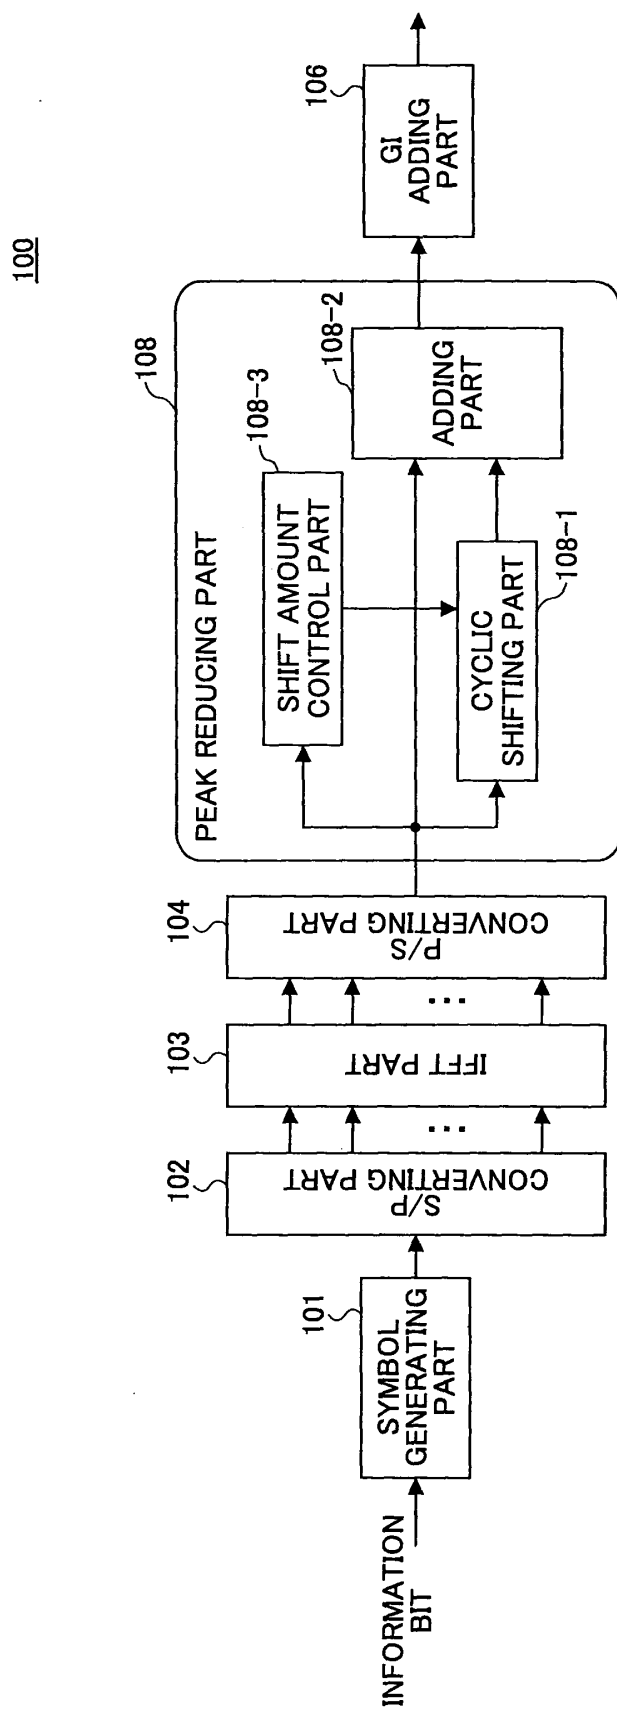 100
INFORMATION
BIT
101
SYMBOL
GENERATING
PART
102
S/P
CONVERTING PART
...
103
IFFT PART
...
104
P/S
CONVERTING PART
108
PEAK REDUCING PART
108-3
SHIFT AMOUNT
CONTROL PART
CYCLIC
SHIFTING PART
108-1
108-2
ADDING
PART
106
GI
ADDING
PART